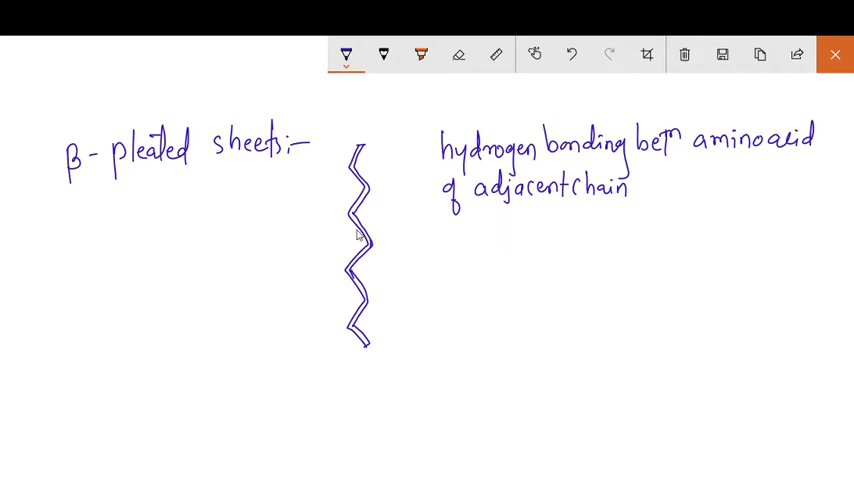 β- pleated sheets:-
hydrogen bonding betn aminoacid
of adjacent chain